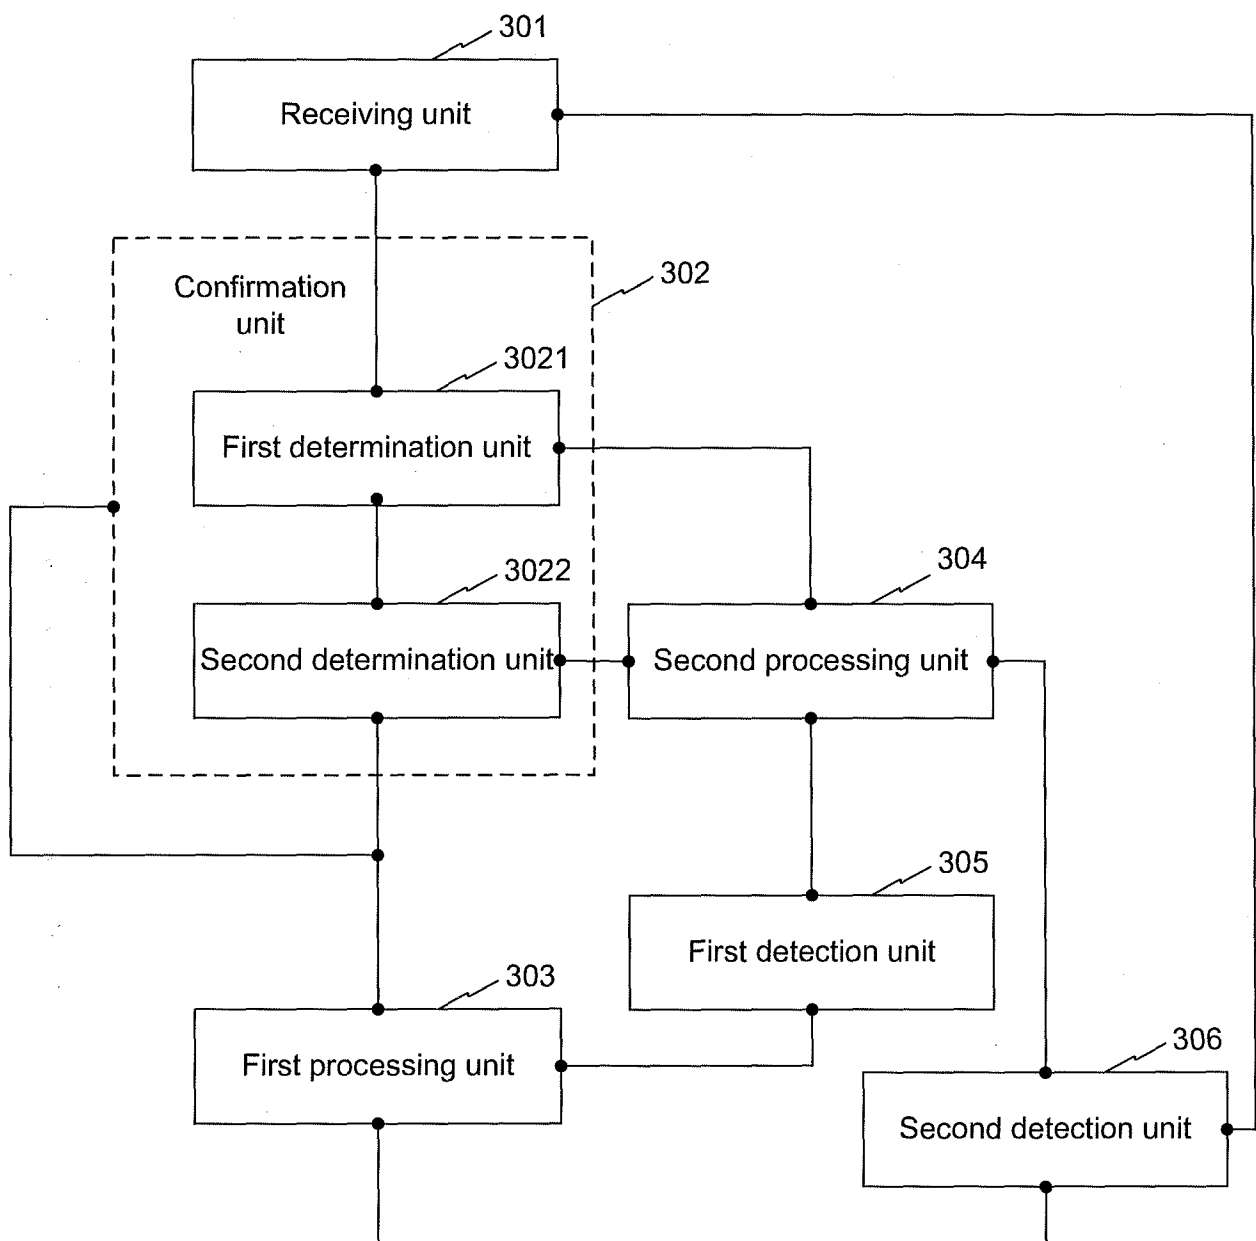 301
Receiving unit
302
Confirmation
unit
3021
First determination unit
3022
Second determination unit
304
Second processing unit
305
First detection unit
303
First processing unit
306
Second detection unit